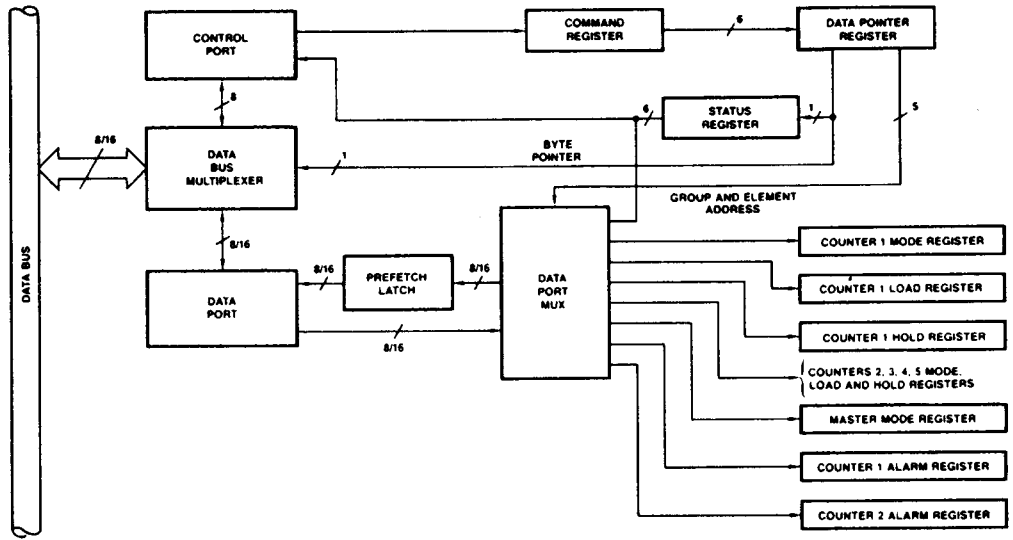 CONTROL
PORT
COMMAND
REGISTER
6
DATA POINTER
REGISTER
8
6
STATUS
REGISTER
1
5
8/16
DATA
BUS
MULTIPLEXER
1
BYTE
POINTER
GROUP AND ELEMENT
ADDRESS
8/16
DATA BUS
DATA
PORT
8/16
PREFETCH
LATCH
8/16
8/16
DATA
PORT
MUX
COUNTER 1 MODE REGISTER
COUNTER 1 LOAD REGISTER
COUNTER 1 HOLD REGISTER
COUNTERS 2, 3, 4, 5 MODE,
LOAD AND HOLD REGISTERS
MASTER MODE REGISTER
COUNTER 1 ALARM REGISTER
COUNTER 2 ALARM REGISTER